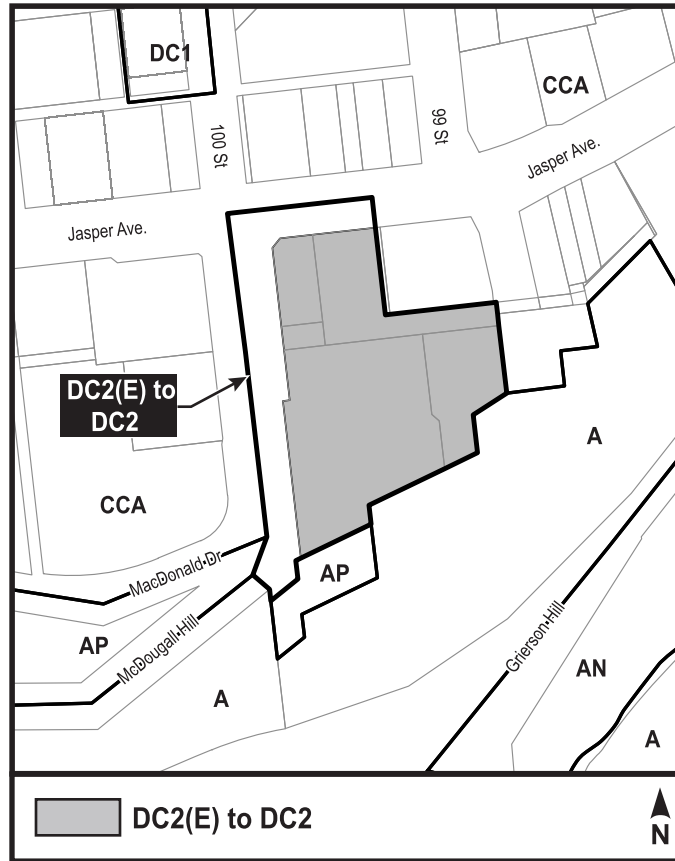 DC1
CCA
100 St
99 St
Jasper Ave.
Jasper Ave.
DC2(E) to
DC2
A
CCA
MacDonald Dr
AP
AP
McDougall Hill
Grierson Hill
AN
A
A
DC2(E) to DC2
N